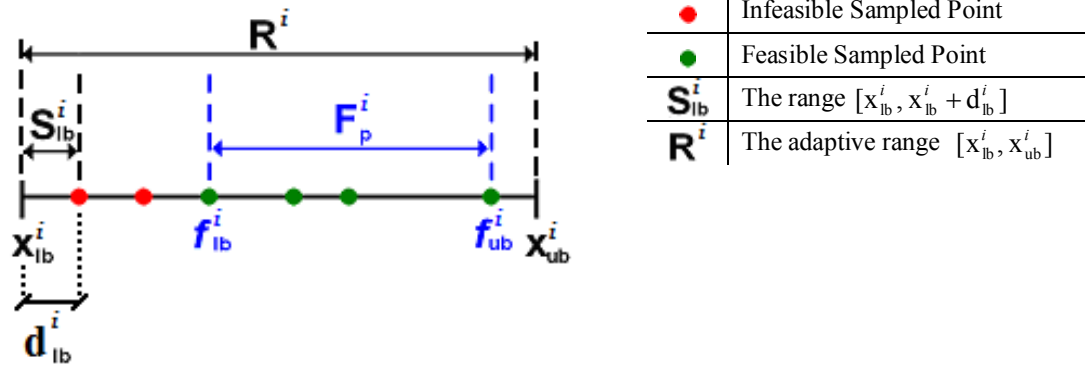 R^i
S^i_lb
F^i_p
f^i_lb
f^i_ub
x^i_lb
x^i_ub
d^i_lb
Infeasible Sampled Point
Feasible Sampled Point
S^i_lb The range [x^i_lb, x^i_lb + d^i_lb]
R^i The adaptive range [x^i_lb, x^i_ub]